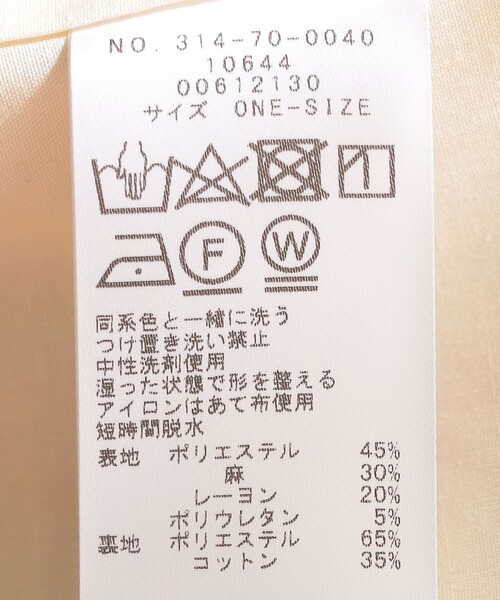 NO. 314-70-0040
10644
00612130
サイズ ONE-SIZE
F W
同系色と一緒に洗う
つけ置き洗い禁止
中性洗剤使用
湿った状態で形を整える
アイロンはあて布使用
短時間脱水
表地 ポリエステル 45%
麻 30%
レーヨン 20%
ポリウレタン 5%
裏地 ポリエステル 65%
コットン 35%